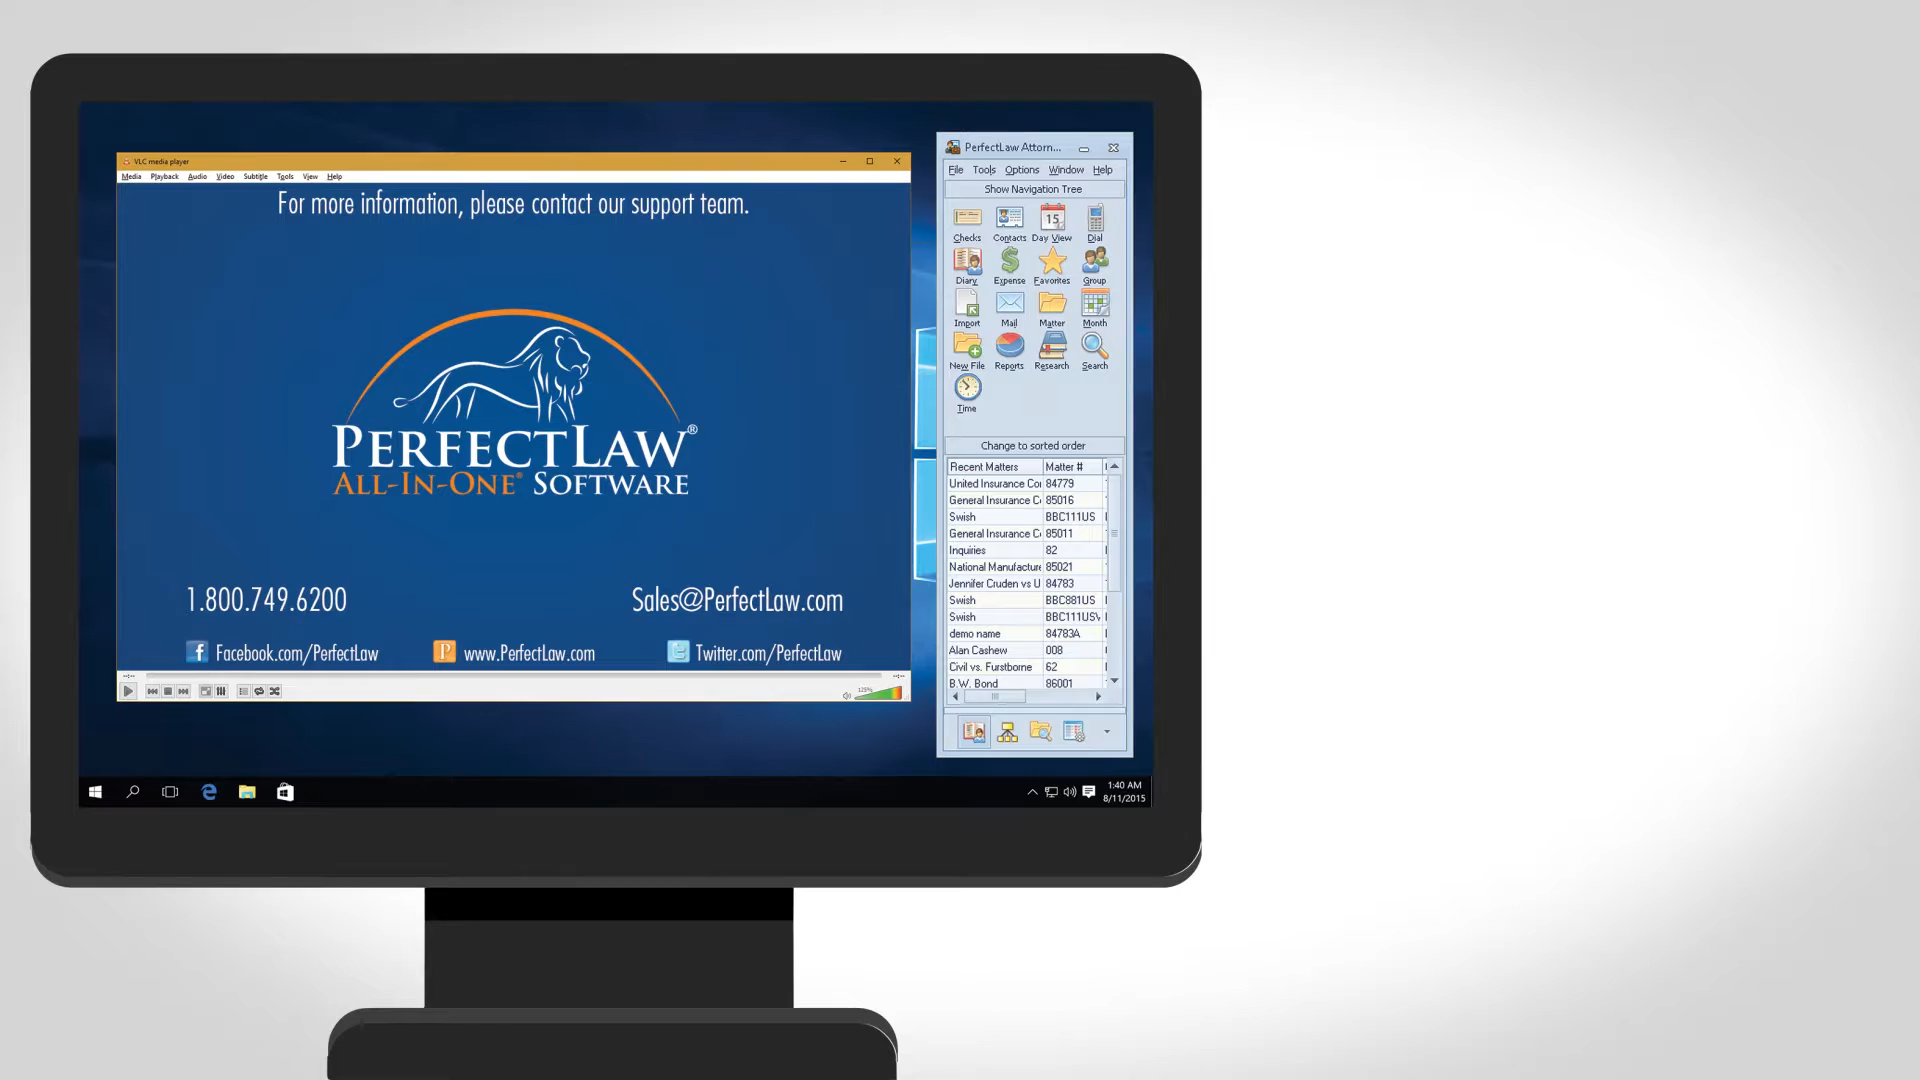 VLC media player
Media Playback Audio Video Subtitle Tools View Help
For more information, please contact our support team.
PERFECTLAW®
ALL-IN-ONE® SOFTWARE
1.800.749.6200
Sales@PerfectLaw.com
Facebook.com/PerfectLaw
P www.PerfectLaw.com
Twitter.com/PerfectLaw
125%
PerfectLaw Attorn...
File Tools Options Window Help
Show Navigation Tree
15
Checks Contacts Day View Dial
Diary Expense Favorites Group
Import Mail Matter Month
New File Reports Research Search
Time
Change to sorted order
Recent Matters Matter #
United Insurance Cor 84779
General Insurance C 85016
Swish BBC111US
General Insurance C 85011
Inquiries 82
National Manufacture 85021
Jennifer Cruden vs U 84783
Swish BBC881US
Swish BBC111USV
demo name 84783A
Alan Cashew 008
Civil vs. Furstborne 62
B.W. Bond 86001
1:40 AM
8/11/2015